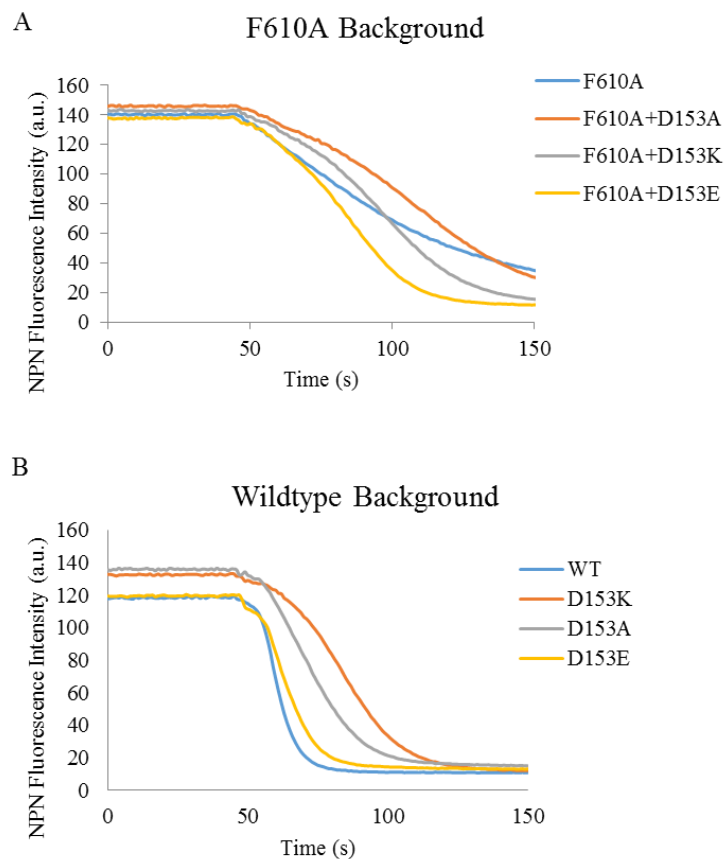 A
F610A Background
NPN Fluorescence Intensity (a.u.)
160
140
120
100
80
60
40
20
0
0 50 100 150
Time (s)
F610A
F610A+D153A
F610A+D153K
F610A+D153E
B
Wildtype Background
NPN Fluorescence Intensity (a.u.)
160
140
120
100
80
60
40
20
0
0 50 100 150
Time (s)
WT
D153K
D153A
D153E